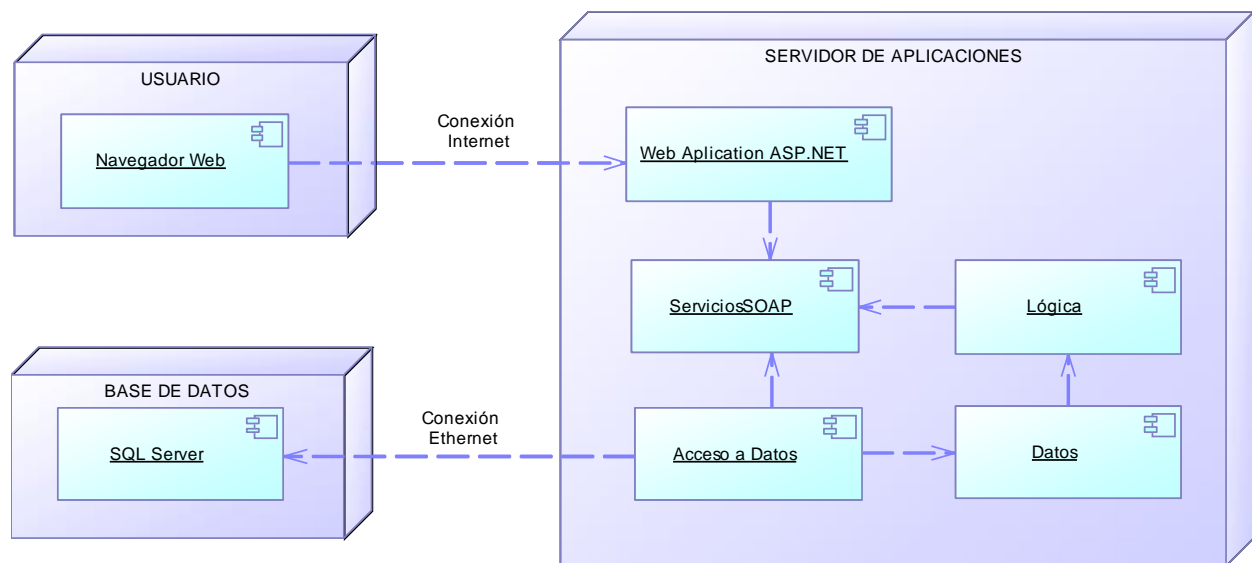 USUARIO
Navegador Web
Conexión
Internet
SERVIDOR DE APLICACIONES
Web Aplication ASP.NET
ServiciosSOAP
Lógica
BASE DE DATOS
SQL Server
Conexión
Ethernet
Acceso a Datos
Datos